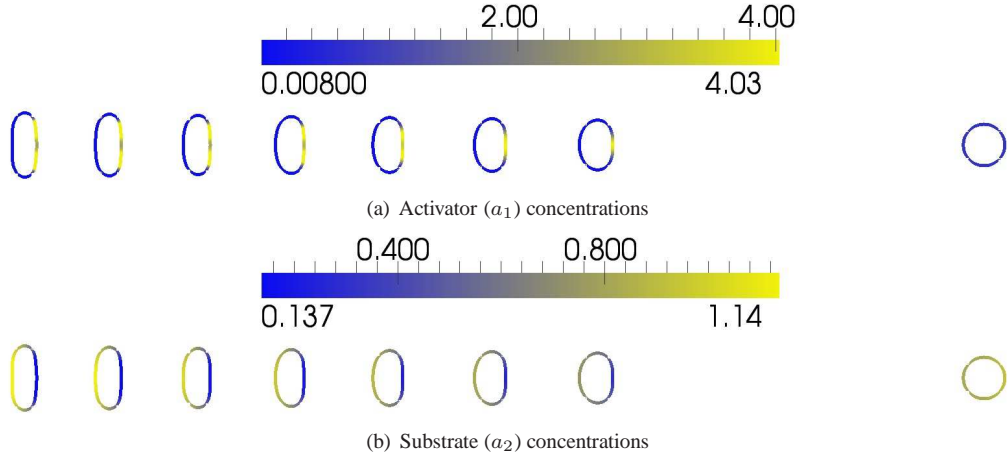 2.00 4.00
0.00800 4.03
(a) Activator (a₁) concentrations
0.400 0.800
0.137 1.14
(b) Substrate (a₂) concentrations